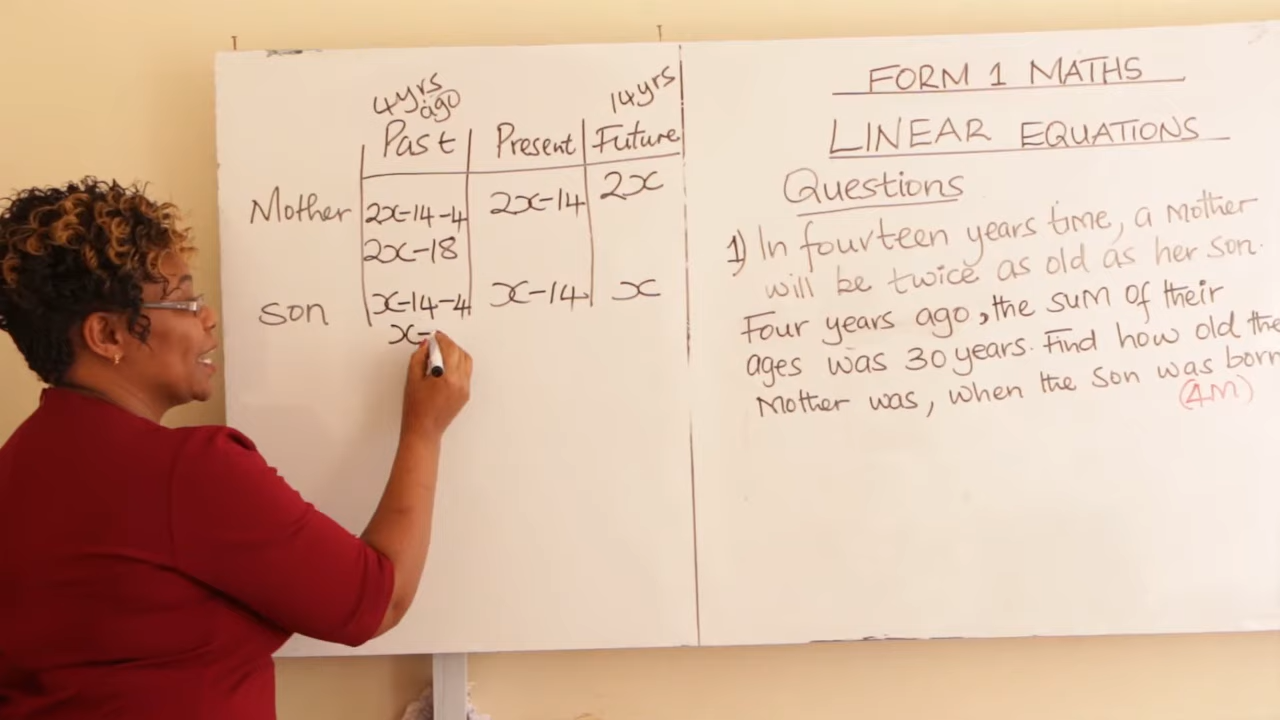 4yrs ago
14yrs
Past Present Future
Mother 2x-14-4 2x-14 2x
2x-18
son x-14-4 x-14 x
x-
FORM 1 MATHS
LINEAR EQUATIONS
Questions
1) In fourteen years time, a Mother
will be twice as old as her son.
Four years ago, the sum of their
ages was 30 years. Find how old the
Mother was, when the son was born
(4M)